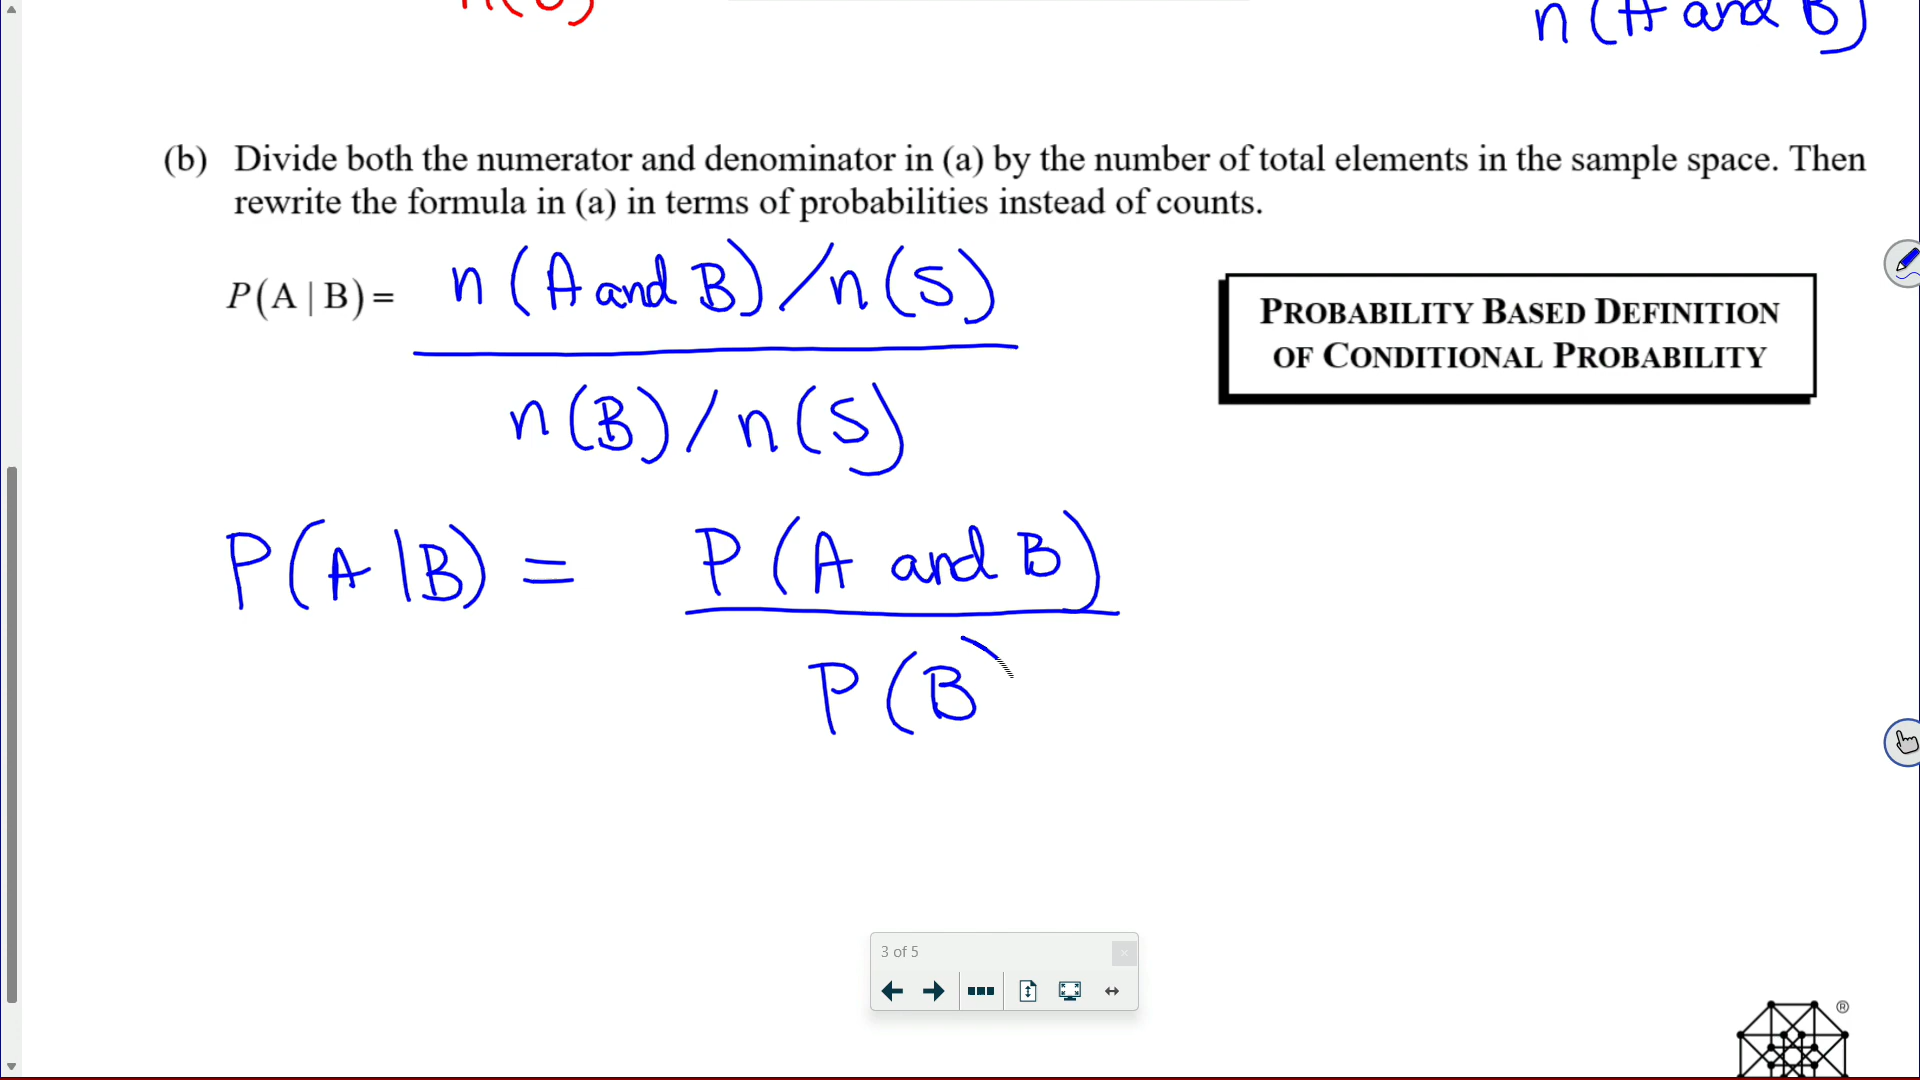 n(A and B)
(b) Divide both the numerator and denominator in (a) by the number of total elements in the sample space. Then
rewrite the formula in (a) in terms of probabilities instead of counts.
P(A | B) = n(A and B)/n(S)
n(B)/n(S)
PROBABILITY BASED DEFINITION
OF CONDITIONAL PROBABILITY
P(A|B) = P(A and B)
P(B)
3 of 5
®